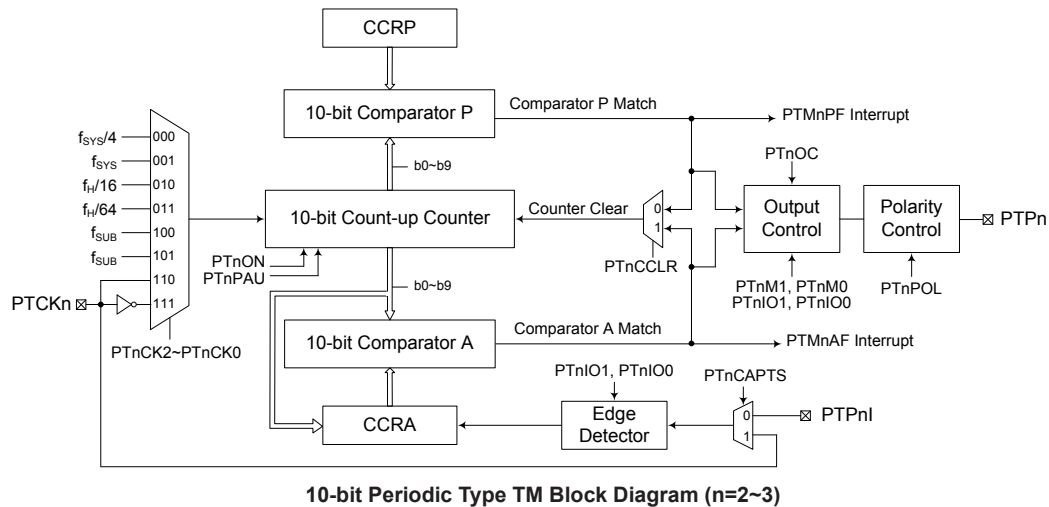 CCRP
10-bit Comparator P
Comparator P Match
PTMnPF Interrupt
b0~b9
fSYS/4
000
fSYS
001
fH/16
010
fH/64
011
fSUB
100
fSUB
101
110
111
PTCKn
PTnCK2~PTnCK0
10-bit Count-up Counter
PTnON
PTnPAU
Counter Clear
0
1
PTnCCLR
PTnOC
Output
Control
PTnM1, PTnM0
PTnIO1, PTnIO0
Polarity
Control
PTnPOL
PTPn
b0~b9
10-bit Comparator A
Comparator A Match
PTMnAF Interrupt
CCRA
PTnIO1, PTnIO0
Edge
Detector
PTnCAPTS
0
1
PTPnI
10-bit Periodic Type TM Block Diagram (n=2~3)